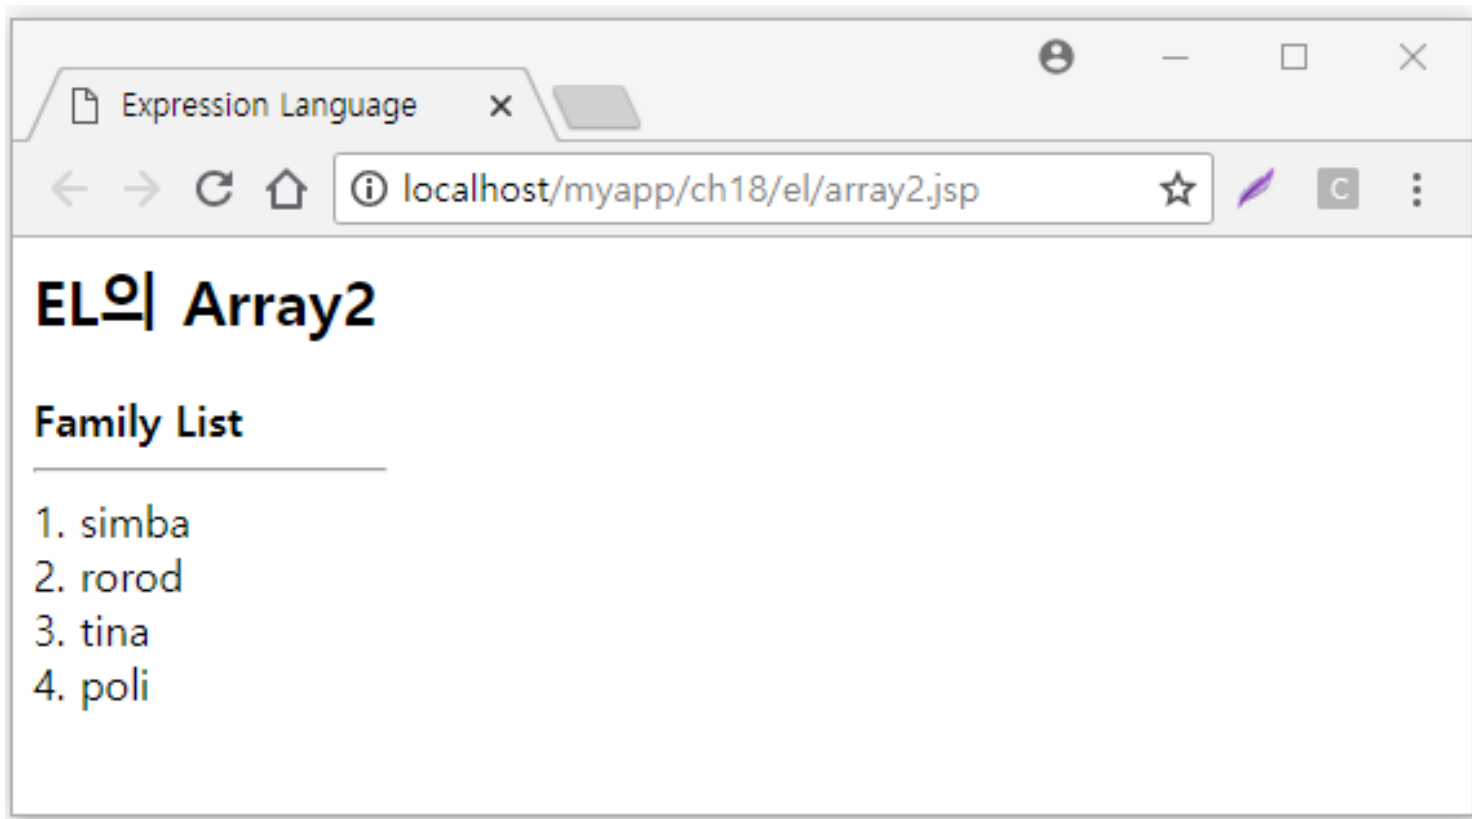 Expression Language
localhost/myapp/ch18/el/array2.jsp
C
EL의 Array2
Family List
1. simba
2. rorod
3. tina
4. poli